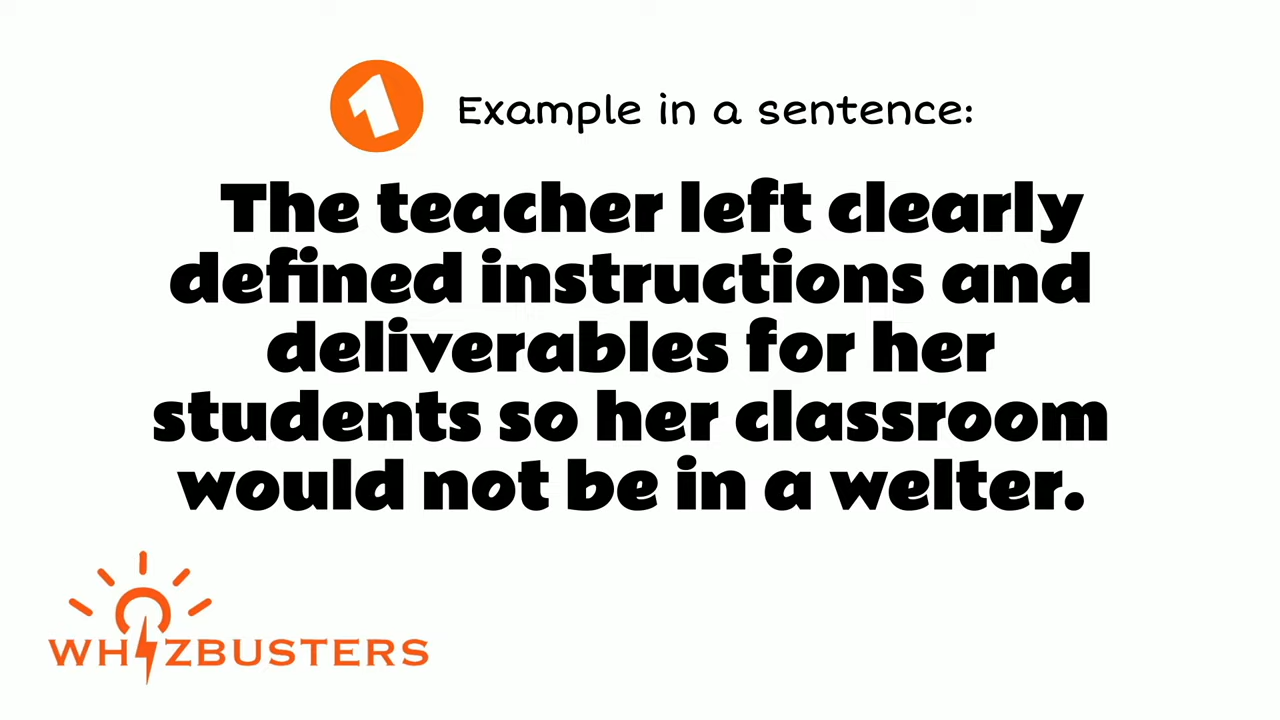 1 Example in a sentence:
The teacher left clearly
defined instructions and
deliverables for her
students so her classroom
would not be in a welter.
WHIZBUSTERS